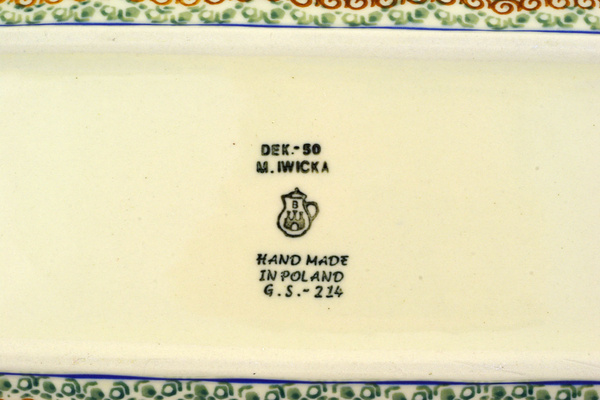 DEK.-50
M. IWICKA
B
HAND MADE
IN POLAND
G.S.-214